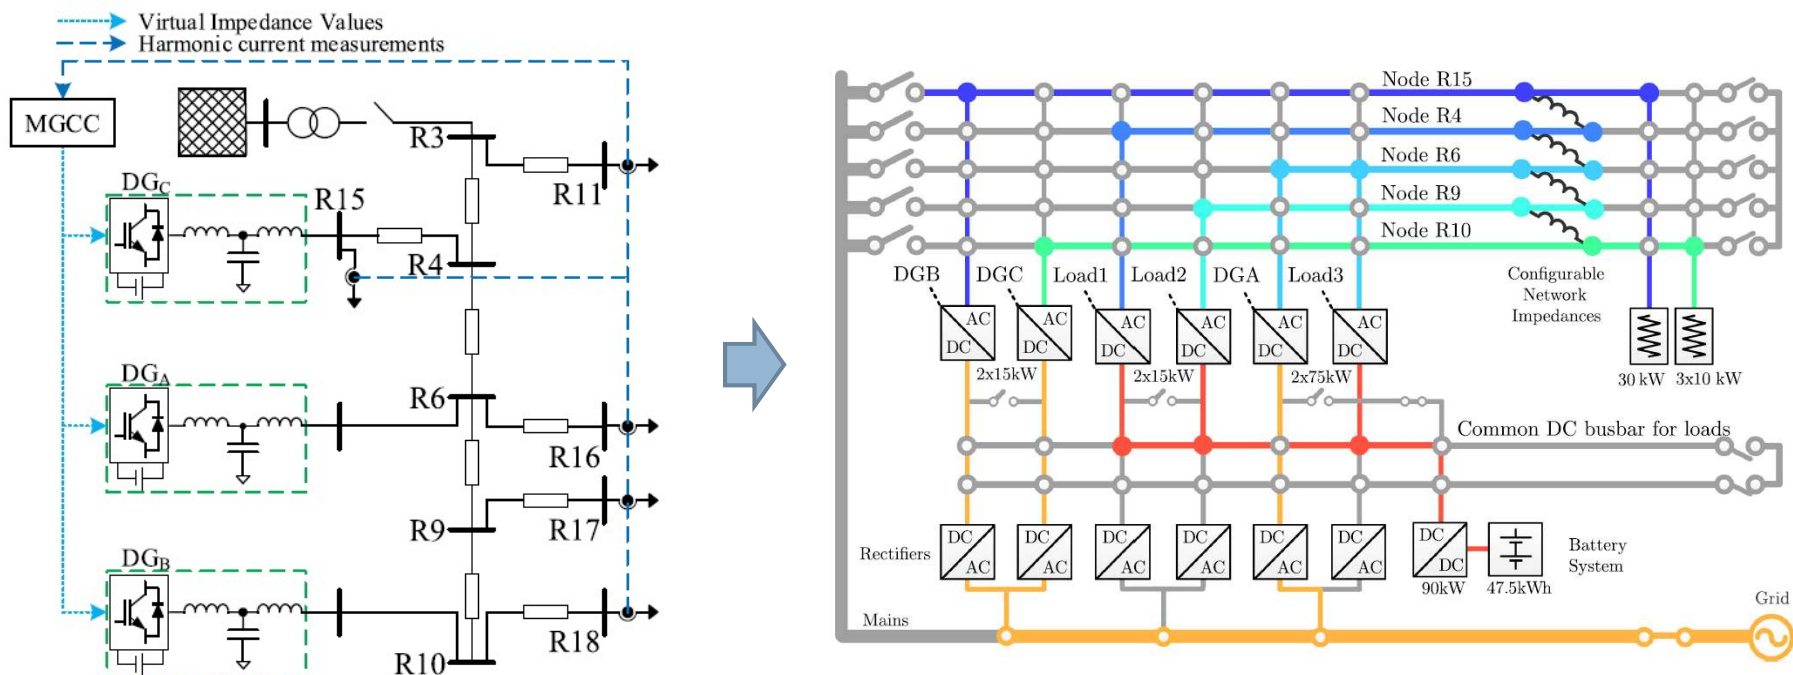 Virtual Impedance Values
Harmonic current measurements
MGCC
R3
R11
DGC
R15
R4
DGA
R6
R16
R17
R9
DGB
R18
R10
Node R15
Node R4
Node R6
Node R9
Node R10
DGB
DGC
Load1
Load2
DGA
Load3
Configurable
Network
Impedances
AC
DC
AC
DC
AC
DC
AC
DC
AC
DC
AC
DC
2x15kW
2x15kW
2x75kW
30 kW
3x10 kW
Common DC busbar for loads
Rectifiers
DC
AC
DC
AC
DC
AC
DC
AC
DC
AC
DC
AC
DC
DC
90kW
47.5kWh
Battery
System
Mains
Grid